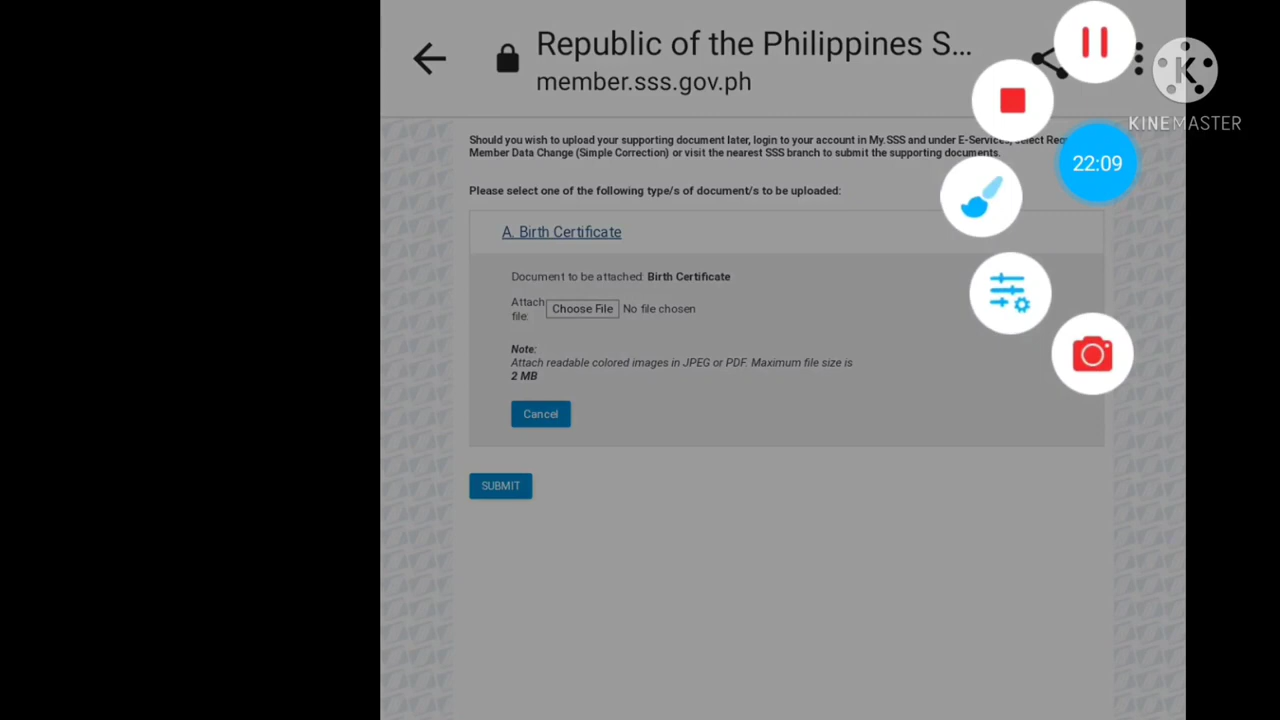 Republic of the Philippines S...
member.sss.gov.ph
K
KINEMASTER
22:09
Should you wish to upload your supporting document later, login to your account in My.SSS and under E-Services, select
Member Data Change (Simple Correction) or visit the nearest SSS branch to submit the supporting documents.
Please select one of the following type/s of document/s to be uploaded:
A. Birth Certificate
Document to be attached: Birth Certificate
Attach
file:
Choose File No file chosen
Note:
Attach readable colored images in JPEG or PDF. Maximum file size is
2 MB
Cancel
SUBMIT